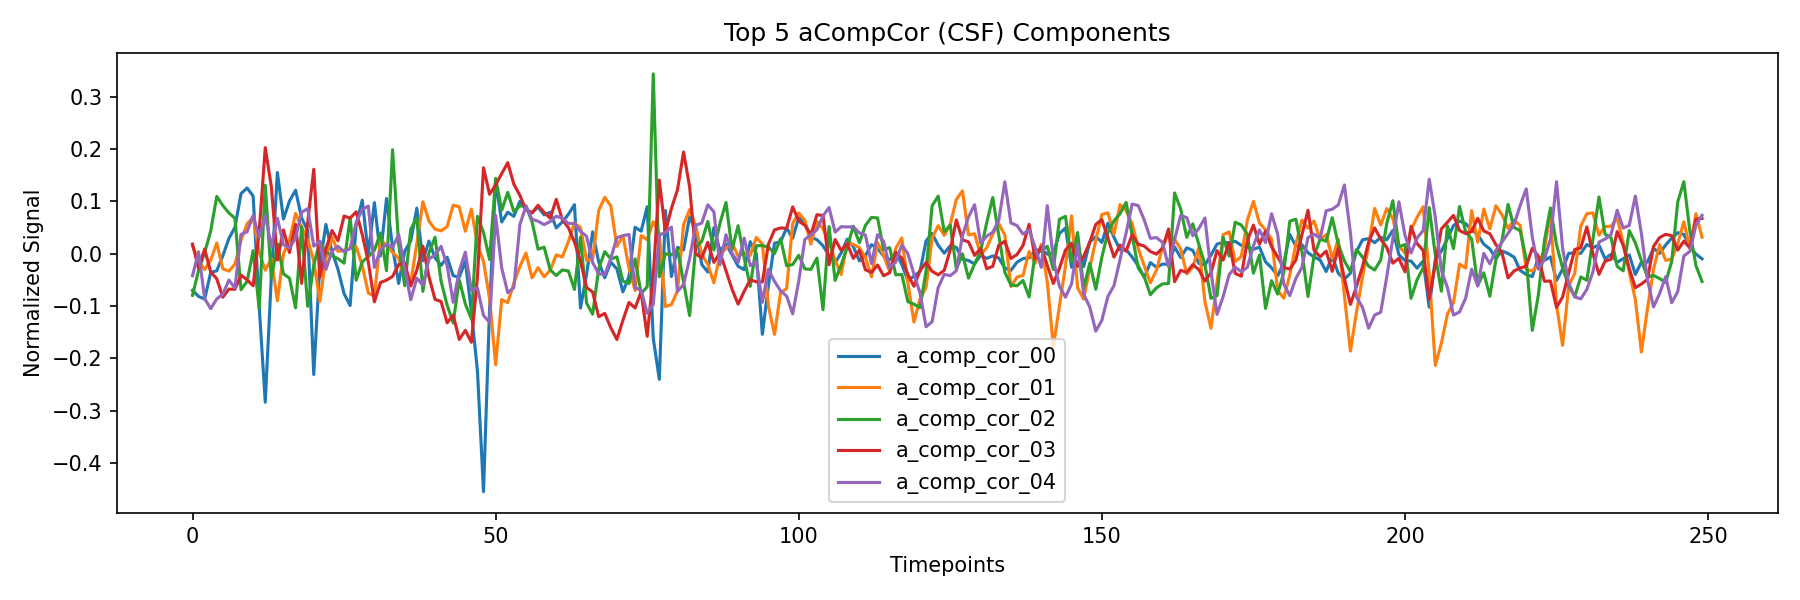 Top 5 aCompCor (CSF) Components
Normalized Signal
0.3
0.2
0.1
0.0
−0.1
−0.2
−0.3
−0.4
a_comp_cor_00
a_comp_cor_01
a_comp_cor_02
a_comp_cor_03
a_comp_cor_04
0 50 100 150 200 250
Timepoints